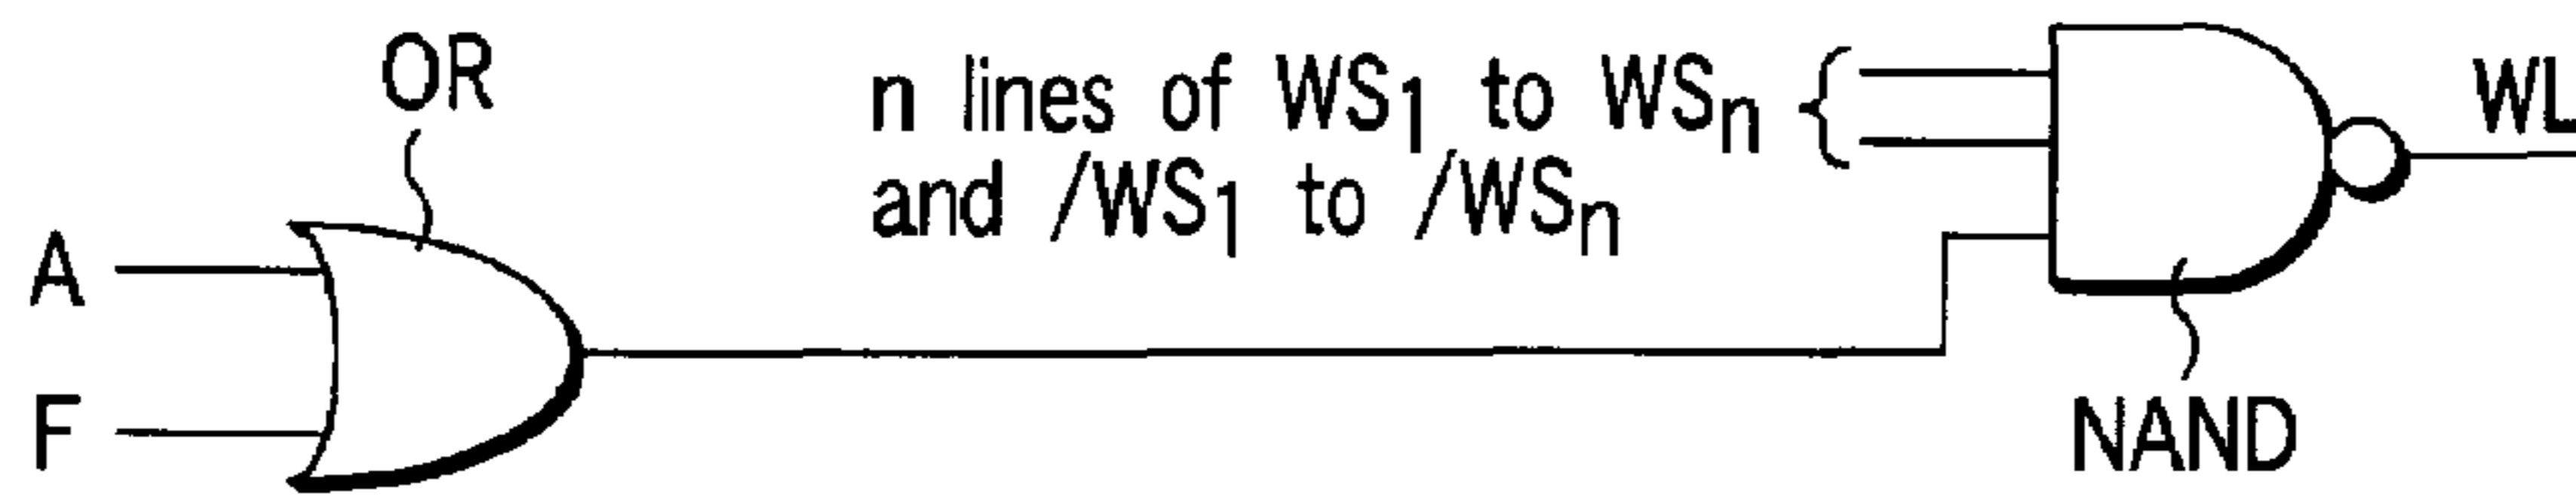 OR
n lines of WS1 to WSn
and /WS1 to /WSn
WL
A
F
NAND